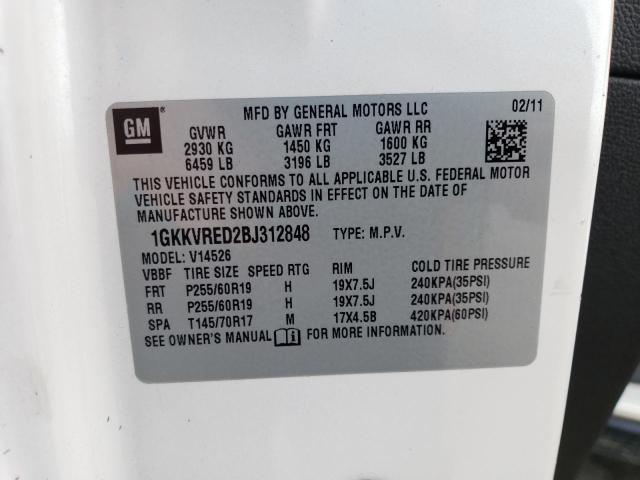 GM ® MFD BY GENERAL MOTORS LLC 02/11
GVWR GAWR FRT GAWR RR
2930 KG 1450 KG 1600 KG
6459 LB 3196 LB 3527 LB
THIS VEHICLE CONFORMS TO ALL APPLICABLE U.S. FEDERAL MOTOR
VEHICLE SAFETY STANDARDS IN EFFECT ON THE DATE OF
MANUFACTURE SHOWN ABOVE.
1GKKVRED2BJ312848 TYPE: M.P.V.
MODEL: V14526
VBBF TIRE SIZE SPEED RTG RIM COLD TIRE PRESSURE
FRT P255/60R19 H 19X7.5J 240KPA(35PSI)
RR P255/60R19 H 19X7.5J 240KPA(35PSI)
SPA T145/70R17 M 17X4.5B 420KPA(60PSI)
SEE OWNER'S MANUAL FOR MORE INFORMATION.